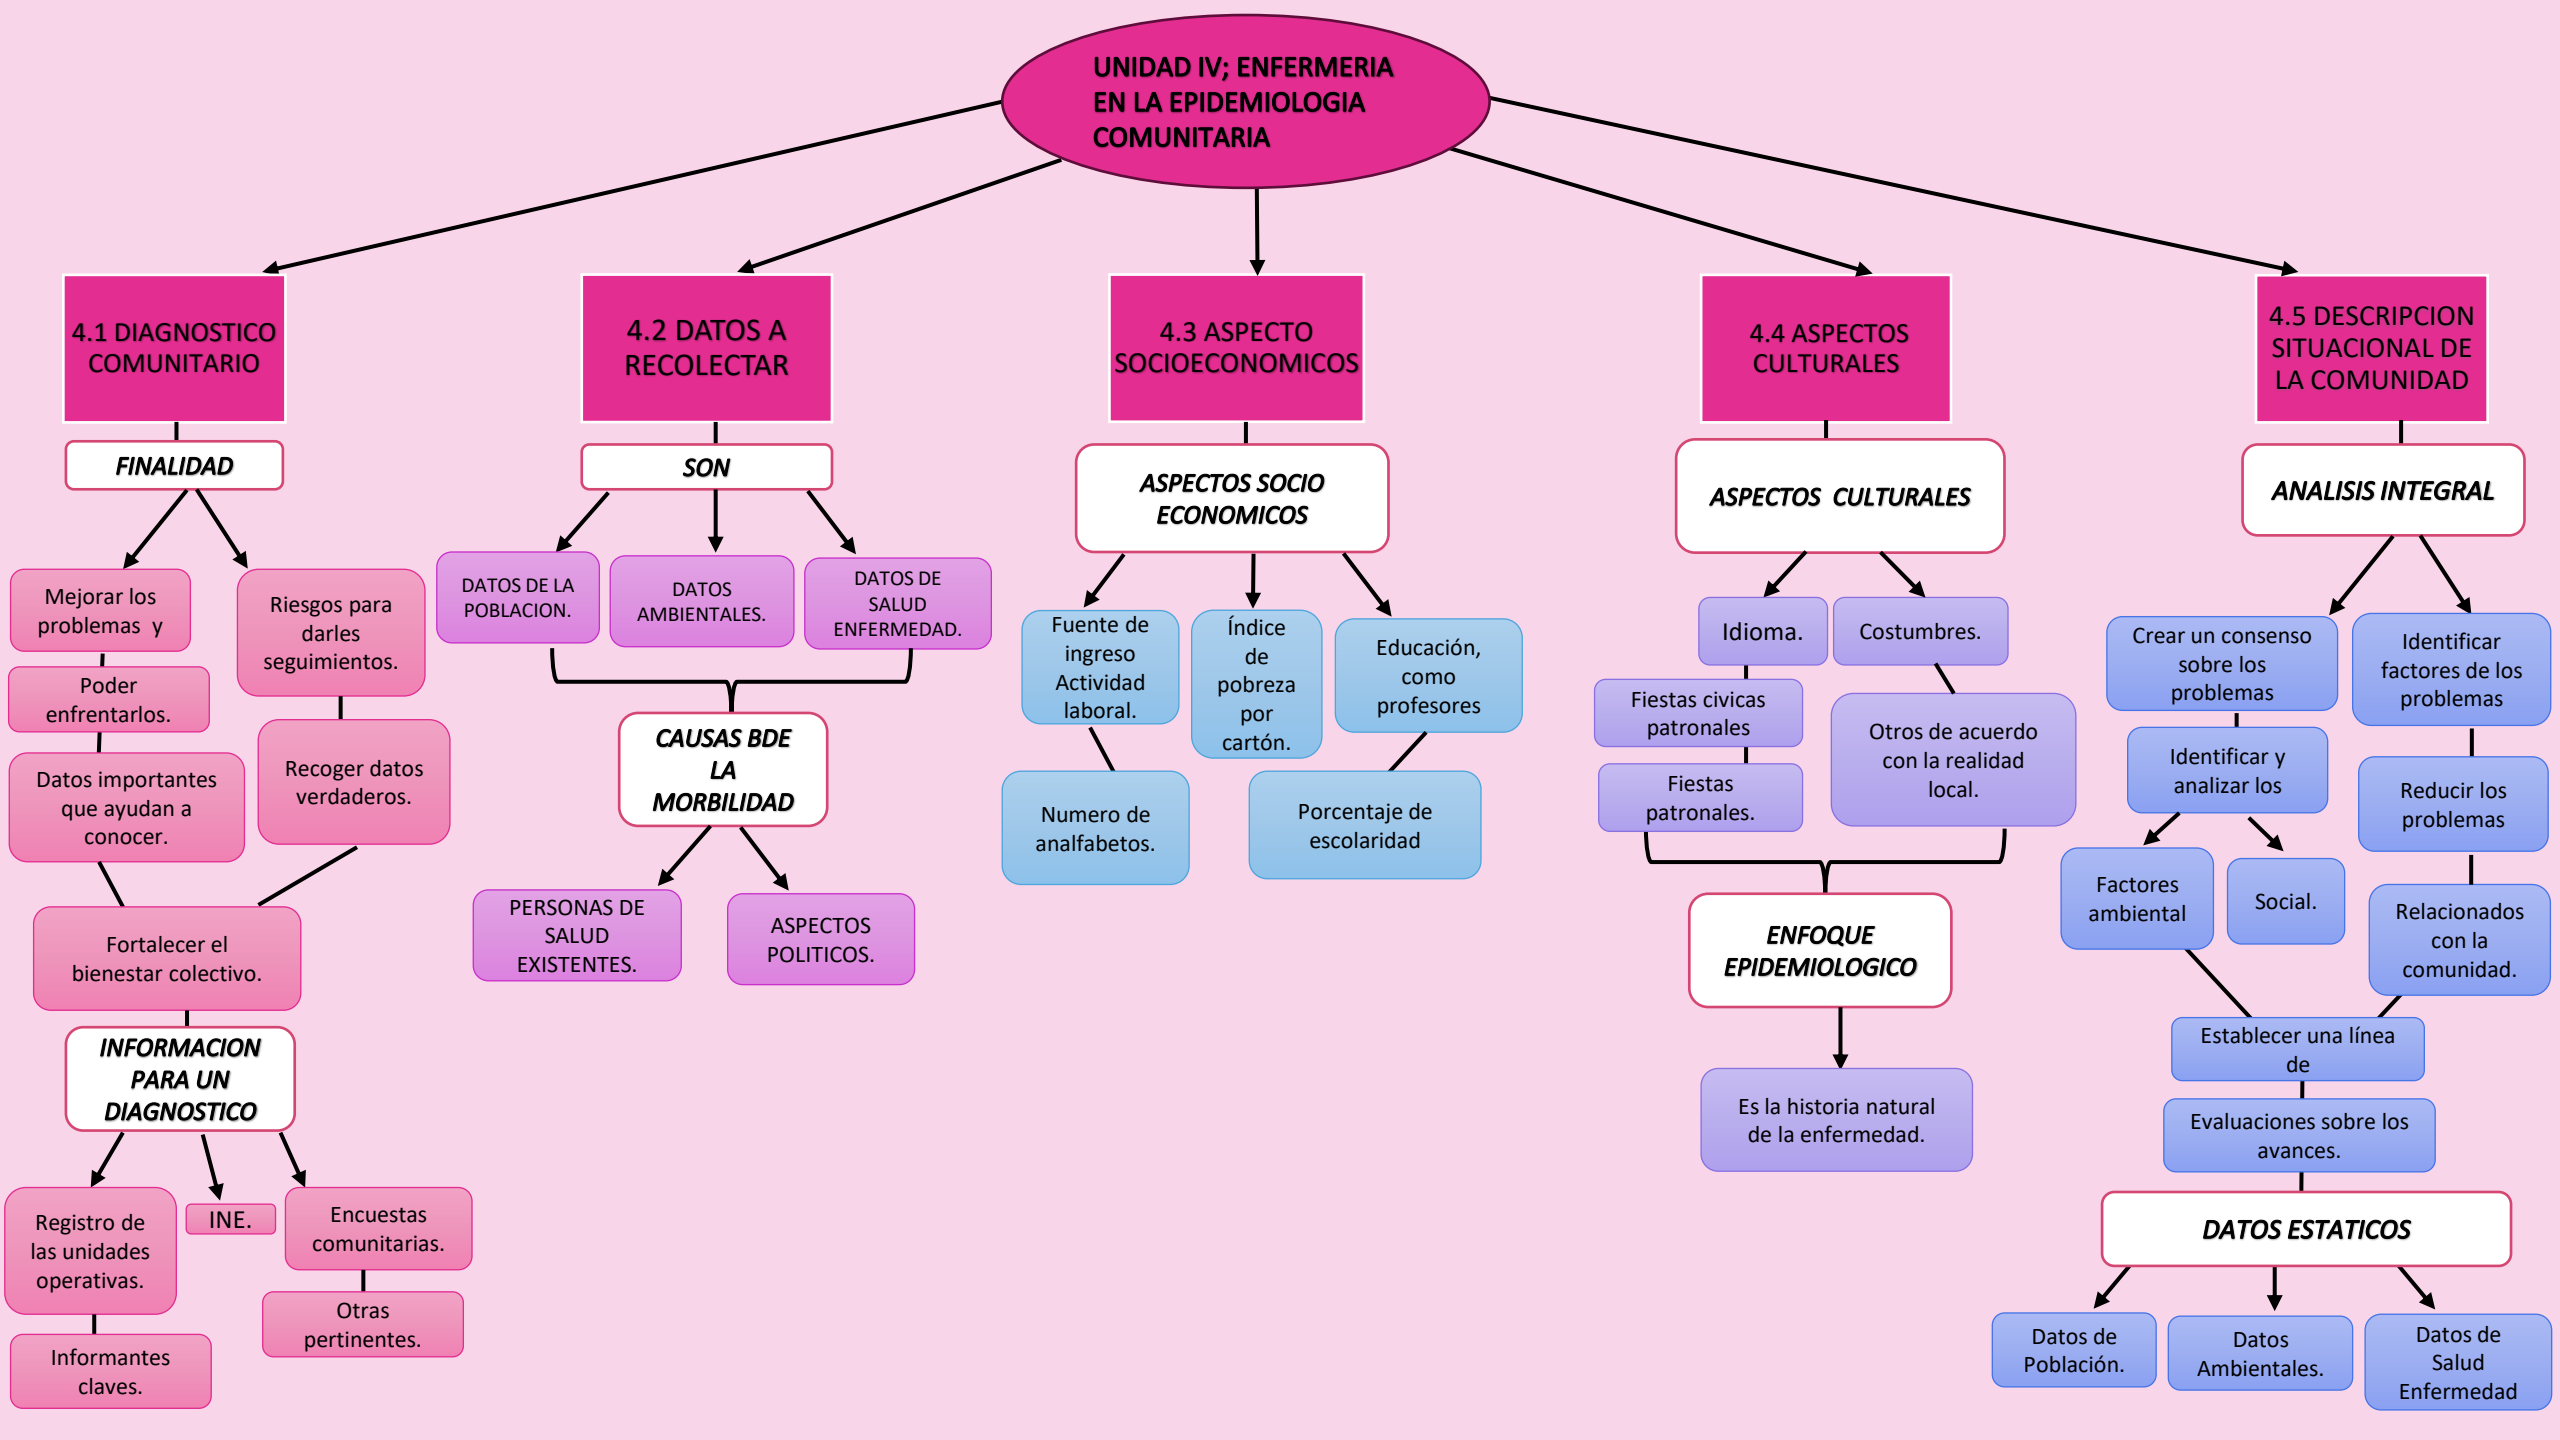 UNIDAD IV; ENFERMERIA
EN LA EPIDEMIOLOGIA
COMUNITARIA
4.1 DIAGNOSTICO
COMUNITARIO
FINALIDAD
Mejorar los
problemas y
Poder
enfrentarlos.
Datos importantes
que ayudan a
conocer.
Riesgos para
darles
seguimientos.
Recoger datos
verdaderos.
Fortalecer el
bienestar colectivo.
INFORMACION
PARA UN
DIAGNOSTICO
Registro de
las unidades
operativas.
Informantes
claves.
INE.
Encuestas
comunitarias.
Otras
pertinentes.
4.2 DATOS A
RECOLECTAR
SON
DATOS DE LA
POBLACION.
DATOS
AMBIENTALES.
DATOS DE
SALUD
ENFERMEDAD.
CAUSAS BDE
LA
MORBILIDAD
PERSONAS DE
SALUD
EXISTENTES.
ASPECTOS
POLITICOS.
4.3 ASPECTO
SOCIOECONOMICOS
ASPECTOS SOCIO
ECONOMICOS
Fuente de
ingreso
Actividad
laboral.
Numero de
analfabetos.
Índice
de
pobreza
por
cartón.
Educación,
como
profesores
Porcentaje de
escolaridad
4.4 ASPECTOS
CULTURALES
ASPECTOS CULTURALES
Idioma.
Fiestas civicas
patronales
Fiestas
patronales.
Costumbres.
Otros de acuerdo
con la realidad
local.
ENFOQUE
EPIDEMIOLOGICO
Es la historia natural
de la enfermedad.
4.5 DESCRIPCION
SITUACIONAL DE
LA COMUNIDAD
ANALISIS INTEGRAL
Crear un consenso
sobre los
problemas
Identificar y
analizar los
Factores
ambiental
Social.
Identificar
factores de los
problemas
Reducir los
problemas
Relacionados
con la
comunidad.
Establecer una línea
de
Evaluaciones sobre los
avances.
DATOS ESTATICOS
Datos de
Población.
Datos
Ambientales.
Datos de
Salud
Enfermedad